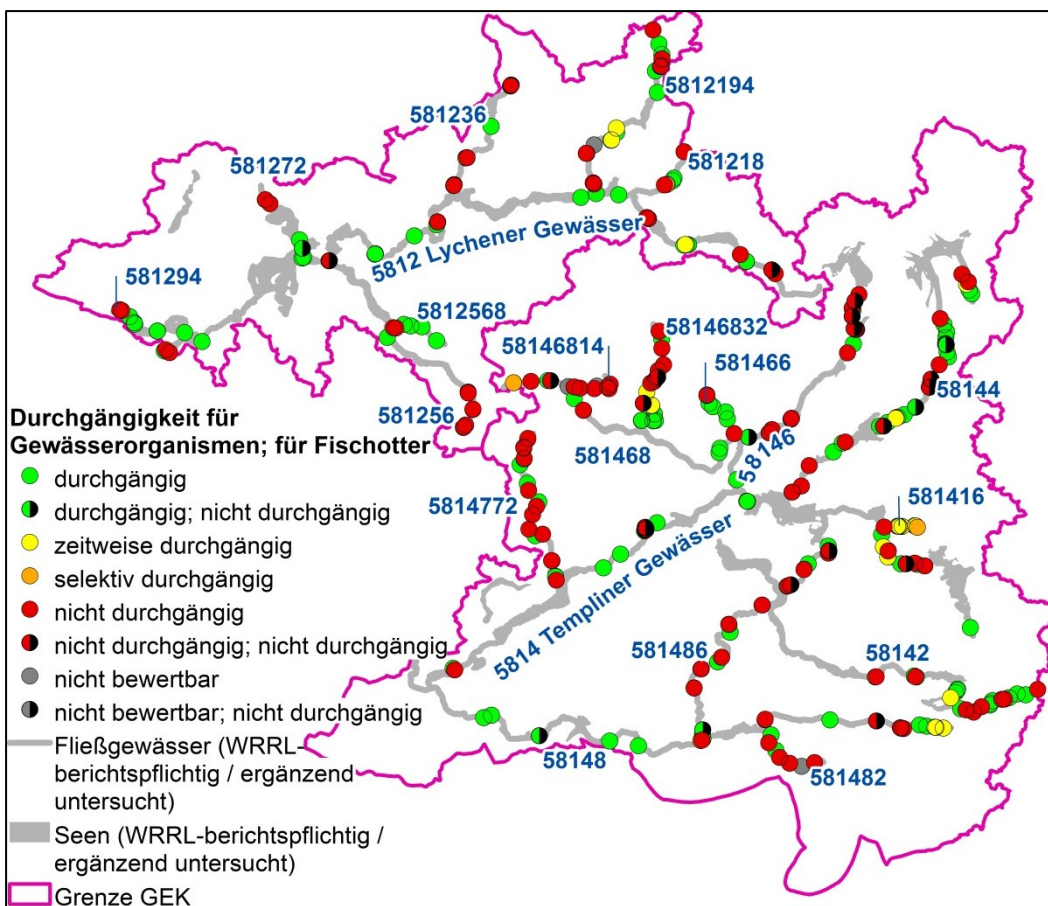 5812194
581236
581218
581272
5812 Lychener Gewässer
581294
5812568
58146832
58146814
581466
58144
581256
581468
58146
5814772
581416
5814 Templiner Gewässer
581486
58142
58148
581482
Durchgängigkeit für
Gewässerorganismen; für Fischotter
durchgängig
durchgängig; nicht durchgängig
zeitweise durchgängig
selektiv durchgängig
nicht durchgängig
nicht durchgängig; nicht durchgängig
nicht bewertbar
nicht bewertbar; nicht durchgängig
Fließgewässer (WRRL-
berichtspflichtig / ergänzend
untersucht)
Seen (WRRL-berichtspflichtig /
ergänzend untersucht)
Grenze GEK